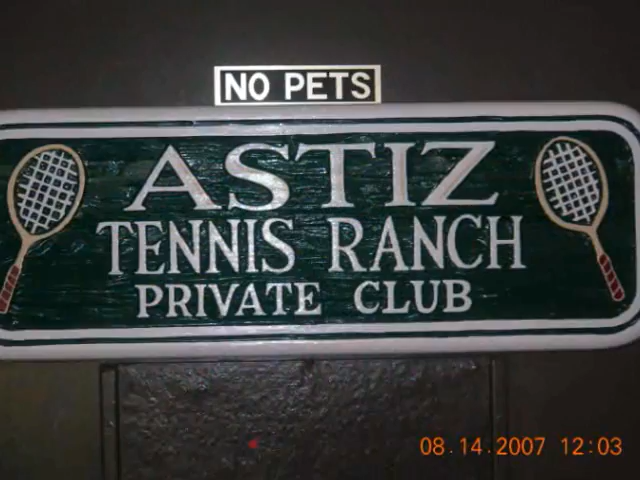 NO PETS
ASTIZ
TENNIS RANCH
PRIVATE CLUB
08.14.2007 12:03